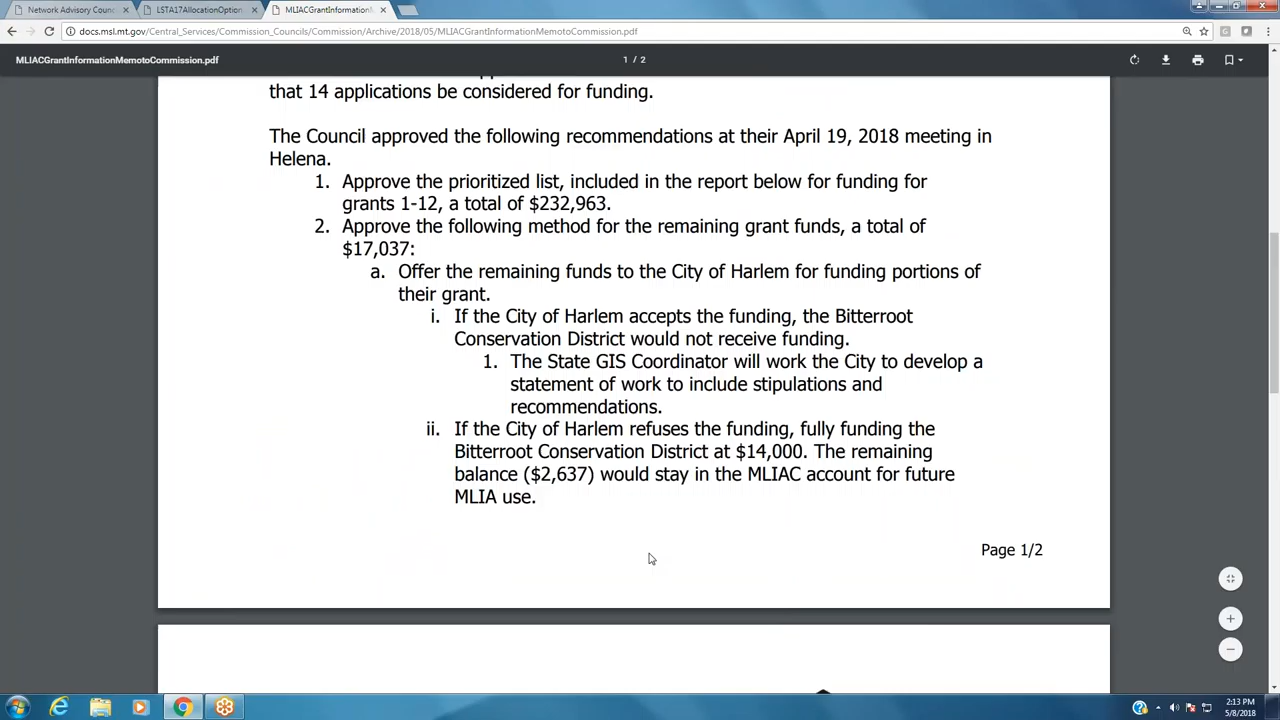 Network Advisory Counc
LSTA17AllocationOption
MLIACGrantInformationM
docs.msl.mt.gov/Central_Services/Commission_Councils/Commission/Archive/2018/05/MLIACGrantInformationMemotoCommission.pdf
MLIACGrantInformationMemotoCommission.pdf
1 / 2
that 14 applications be considered for funding.
The Council approved the following recommendations at their April 19, 2018 meeting in
Helena.
1. Approve the prioritized list, included in the report below for funding for
grants 1-12, a total of $232,963.
2. Approve the following method for the remaining grant funds, a total of
$17,037:
a. Offer the remaining funds to the City of Harlem for funding portions of
their grant.
i. If the City of Harlem accepts the funding, the Bitterroot
Conservation District would not receive funding.
1. The State GIS Coordinator will work the City to develop a
statement of work to include stipulations and
recommendations.
ii. If the City of Harlem refuses the funding, fully funding the
Bitterroot Conservation District at $14,000. The remaining
balance ($2,637) would stay in the MLIAC account for future
MLIA use.
Page 1/2
2:13 PM
5/8/2018